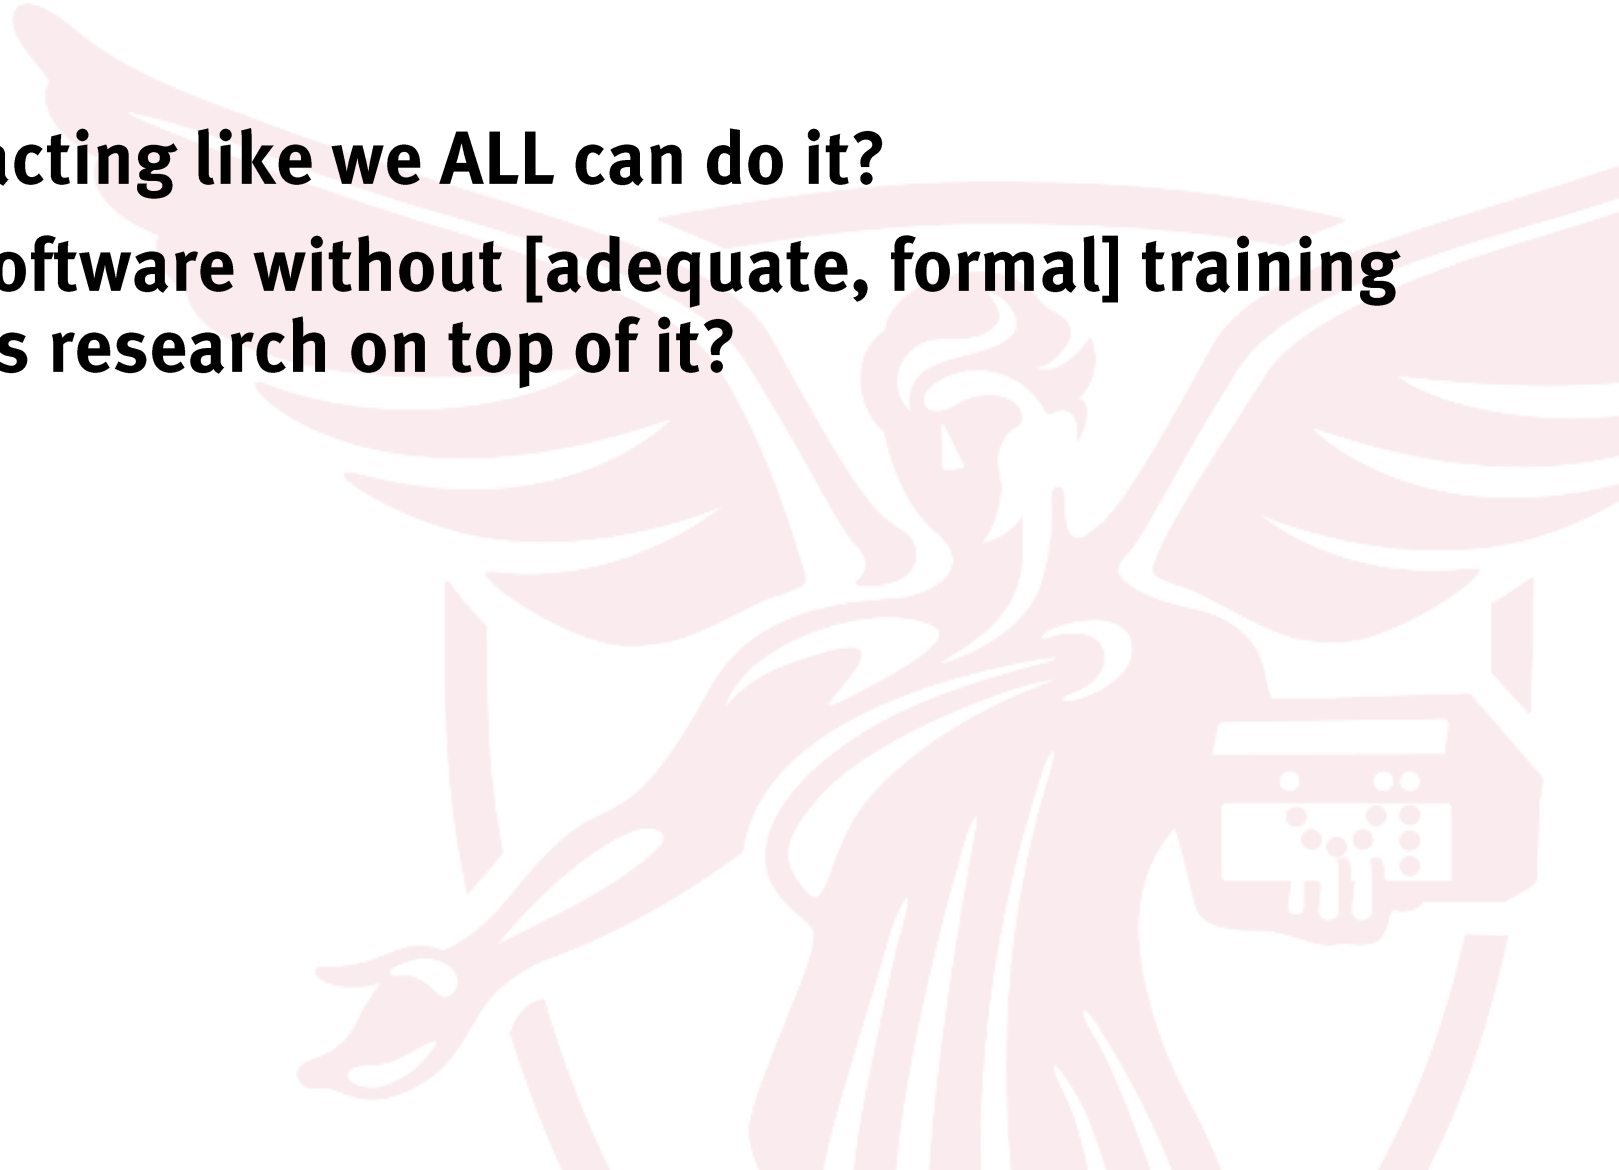 acting like we ALL can do it?
oftware without [adequate, formal] training
s research on top of it?